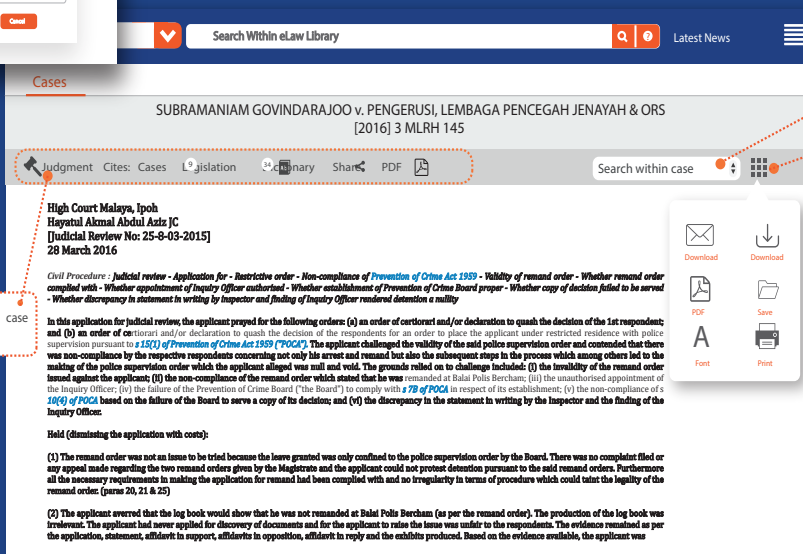 Cancel
Search Within eLaw Library
Latest News
Cases
SUBRAMANIAM GOVINDARAJOO v. PENGERUSI, LEMBAGA PENCEGAH JENAYAH & ORS
[2016] 3 MLRH 145
Judgment Cites: Cases 9 Legislation 34 Dictionary Share PDF
Search within case
High Court Malaya, Ipoh
Hayatul Akmal Abdul Aziz JC
[Judicial Review No: 25-8-03-2015]
28 March 2016
Download Download
PDF Save
A
Font Print
case
Civil Procedure : Judicial review - Application for - Restrictive order - Non-compliance of Prevention of Crime Act 1959 - Validity of remand order - Whether remand order
complied with - Whether appointment of Inquiry Officer authorised - Whether establishment of Prevention of Crime Board proper - Whether copy of decision failed to be served
- Whether discrepancy in statement in writing by inspector and finding of Inquiry Officer rendered detention a nullity
In this application for judicial review, the applicant prayed for the following orders: (a) an order of certiorari and/or declaration to quash the decision of the 1st respondent;
and (b) an order of certiorari and/or declaration to quash the decision of the respondents for an order to place the applicant under restricted residence with police
supervision pursuant to s 15(1) of Prevention of Crime Act 1959 ("POCA"). The applicant challenged the validity of the said police supervision order and contended that there
was non-compliance by the respective respondents concerning not only his arrest and remand but also the subsequent steps in the process which among others led to the
making of the police supervision order which the applicant alleged was null and void. The grounds relied on to challenge included: (i) the invalidity of the remand order
issued against the applicant; (ii) the non-compliance of the remand order which stated that he was remanded at Balai Polis Bercham; (iii) the unauthorised appointment of
the Inquiry Officer; (iv) the failure of the Prevention of Crime Board ("the Board") to comply with s 7B of POCA in respect of its establishment; (v) the non-compliance of s
10(4) of POCA based on the failure of the Board to serve a copy of its decision; and (vi) the discrepancy in the statement in writing by the Inspector and the finding of the
Inquiry Officer.
Held (dismissing the application with costs):
(1) The remand order was not an issue to be tried because the leave granted was only confined to the police supervision order by the Board. There was no complaint filed or
any appeal made regarding the two remand orders given by the Magistrate and the applicant could not protest detention pursuant to the said remand orders. Furthermore
all the necessary requirements in making the application for remand had been complied with and no irregularity in terms of procedure which could taint the legality of the
remand order. (paras 20, 21 & 25)
(2) The applicant averred that the log book would show that he was not remanded at Balai Polis Bercham (as per the remand order). The production of the log book was
irrelevant. The applicant had never applied for discovery of documents and for the applicant to raise the issue was unfair to the respondents. The evidence remained as per
the application, statement, affidavit in support, affidavits in opposition, affidavit in reply and the exhibits produced. Based on the evidence available, the applicant was